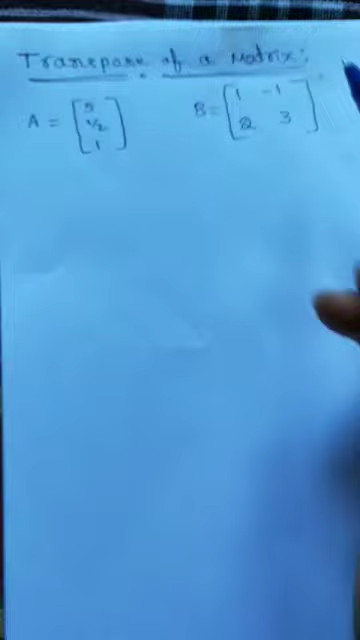 Transpose of a Matrix:
A = [5 1/2 1] B = [1 -1 2 3]